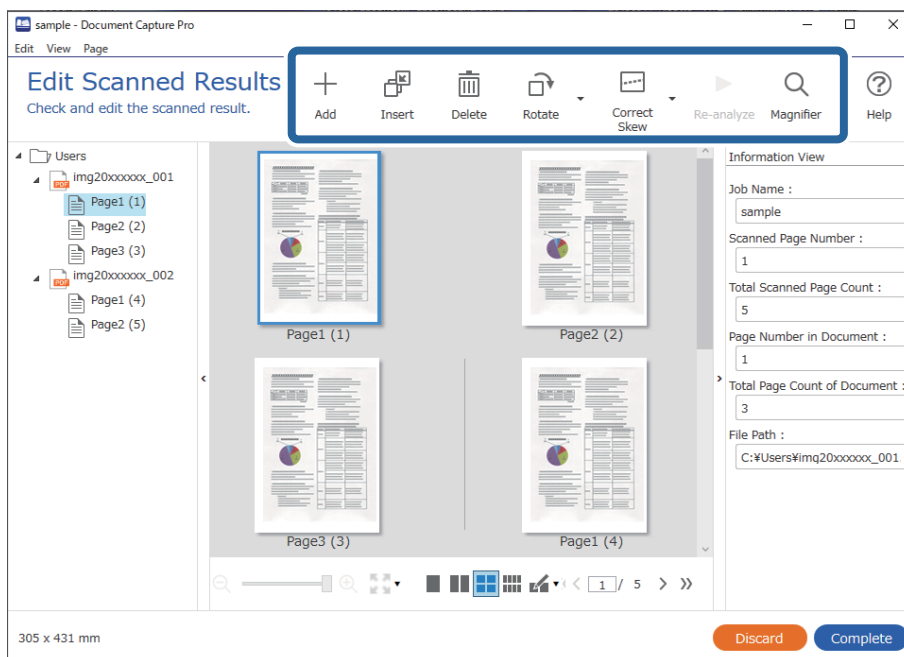 sample - Document Capture Pro
Edit View Page
Edit Scanned Results
Check and edit the scanned result.
Add Insert Delete Rotate Correct Skew Re-analyze Magnifier Help
Users
img20xxxxxx_001
PDF
Page1 (1)
Page2 (2)
Page3 (3)
img20xxxxxx_002
PDF
Page1 (4)
Page2 (5)
Page1 (1)
Page2 (2)
Page3 (3)
Page1 (4)
1 / 5
Information View
Job Name :
sample
Scanned Page Number :
1
Total Scanned Page Count :
5
Page Number in Document :
1
Total Page Count of Document :
3
File Path :
C:¥Users¥img20xxxxxx_001.
305 x 431 mm
Discard
Complete